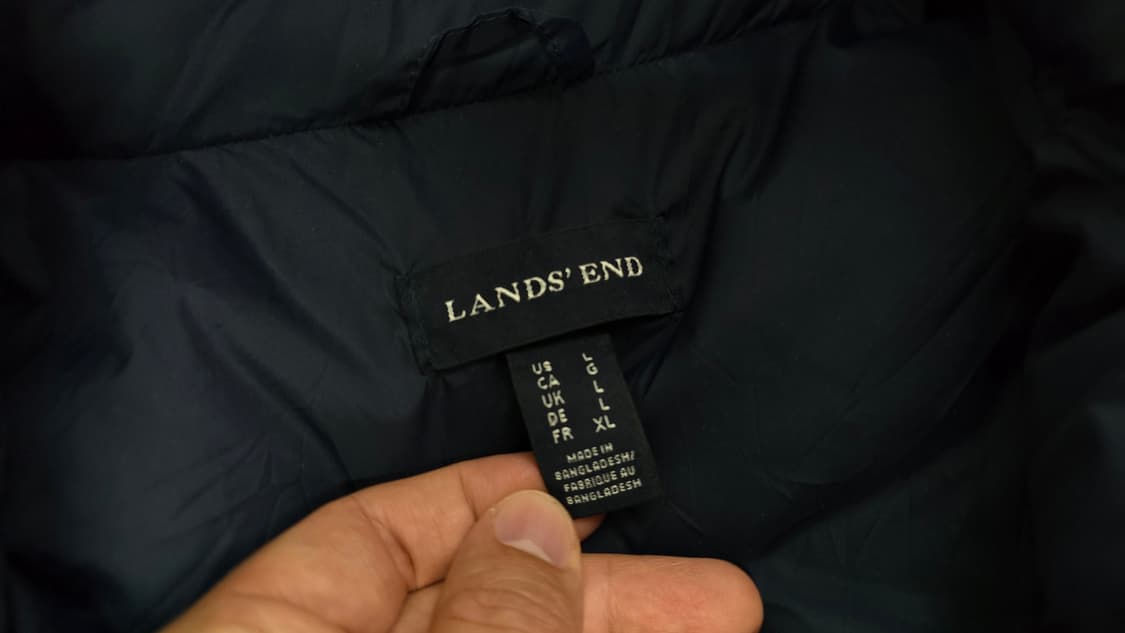 LANDS' END
US L
CA G
UK L
DE L
FR XL
MADE IN
BANGLADESH/
FABRIQUE AU
BANGLADESH